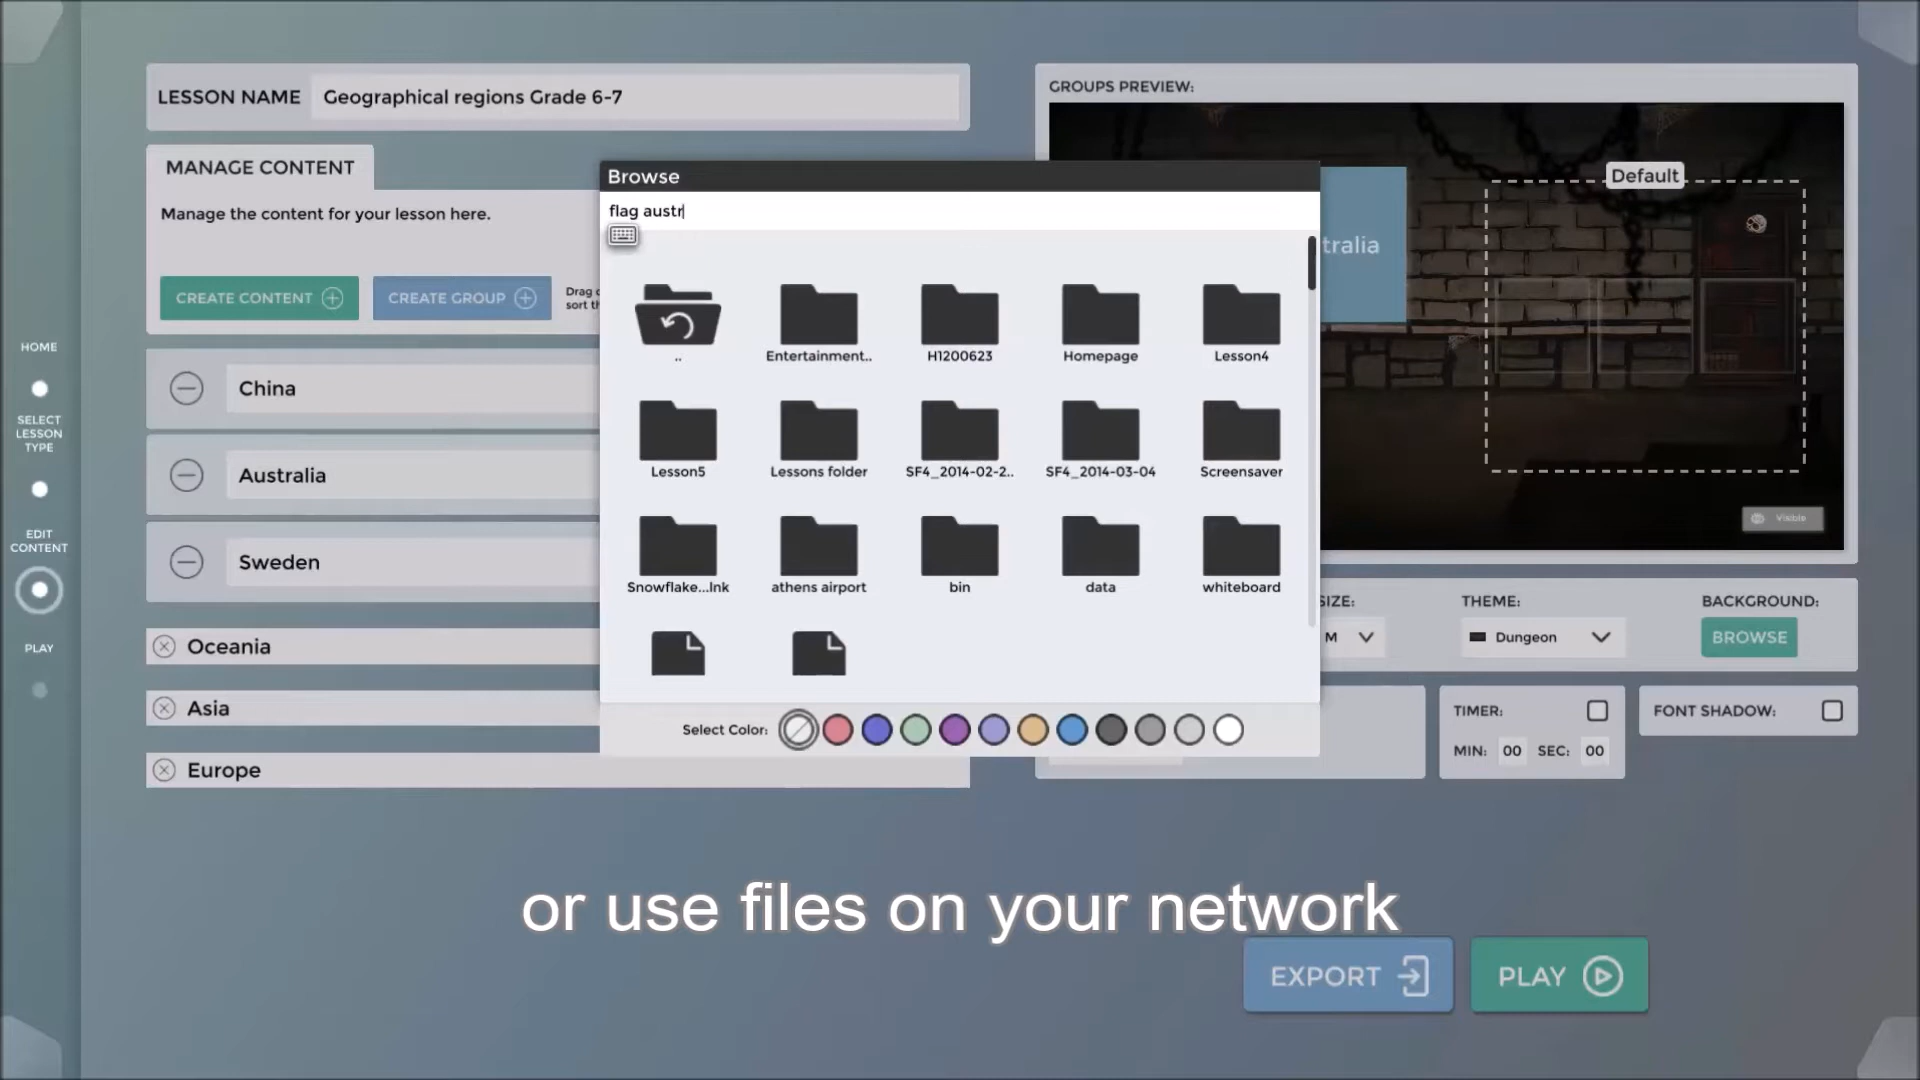 LESSON NAME Geographical regions Grade 6-7
GROUPS PREVIEW:
MANAGE CONTENT
Manage the content for your lesson here.
CREATE CONTENT
CREATE GROUP
Drag
sort
Browse
flag austr
..
Entertainment..
H1200623
Homepage
Lesson4
Lesson5
Lessons folder
SF4_2014-02-2..
SF4_2014-03-04
Screensaver
Snowflake...lnk
athens airport
bin
data
whiteboard
Select Color:
tralia
Default
Visible
HOME
SELECT
LESSON
TYPE
EDIT
CONTENT
PLAY
China
Australia
Sweden
Oceania
Asia
Europe
SIZE:
M
THEME:
Dungeon
BACKGROUND:
BROWSE
TIMER:
MIN: 00 SEC: 00
FONT SHADOW:
or use files on your network
EXPORT
PLAY